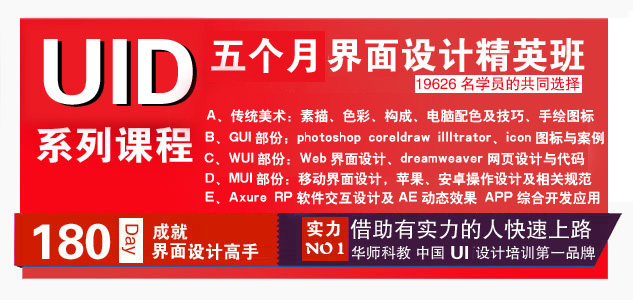 UID
系列课程
五个月界面设计精英班
19626 名学员的共同选择
A、传统美术：素描、色彩、构成、电脑配色及技巧、手绘图标
B、GUI 部份：photoshop coreldraw illltrator、icon 图标与案例
C、WUI 部份：Web 界面设计、dreamweaver 网页设计与代码
D、MUI 部份：移动界面设计，苹果、安卓操作设计及相关规范
E、Axure RP 软件交互设计及 AE 动态效果 APP 综合开发应用
180 Day
成就
界面设计高手
实力
NO 1
借助有实力的人快速上路
华师科教 中国 UI 设计培训第一品牌